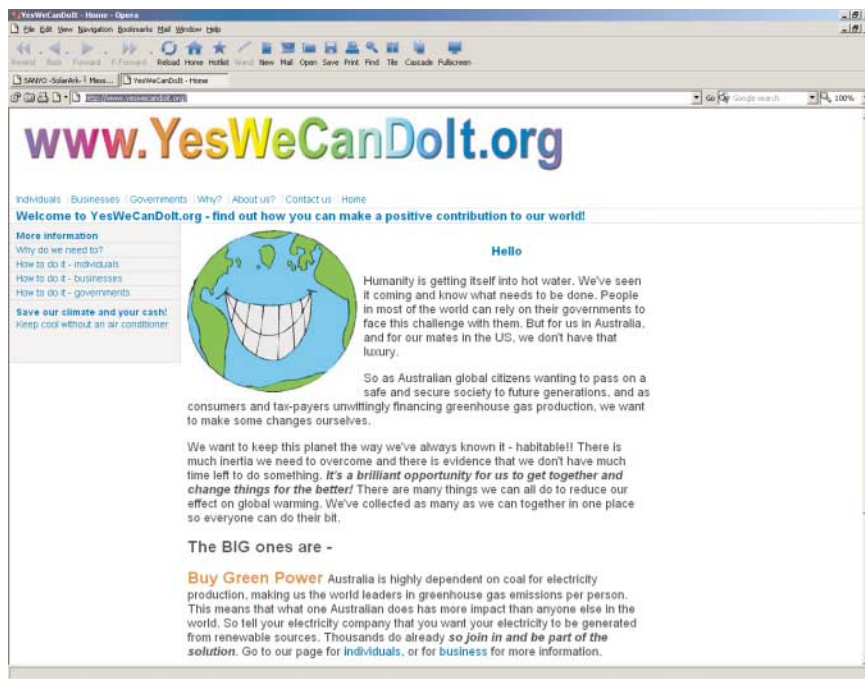 YesWeCanDoIt - Home - Opera
File Edit View Navigation Bookmarks Mail Window Help
Rewind Back Forward F.Forward Reload Home Hotlist Wand New Mail Open Save Print Find Tile Cascade Fullscreen
SANYO -SolarArk- | Mess... YesWeCanDoIt - Home
http://www.yeswecandoit.org/ Go Google search 100%
www.YesWeCanDoIt.org
Individuals | Businesses | Governments | Why? | About us? | Contact us | Home
Welcome to YesWeCanDoIt.org - find out how you can make a positive contribution to our world!
More information
Why do we need to?
How to do it - individuals
How to do it - businesses
How to do it - governments
Save our climate and your cash!
Keep cool without an air conditioner
Hello
Humanity is getting itself into hot water. We've seen
it coming and know what needs to be done. People
in most of the world can rely on their governments to
face this challenge with them. But for us in Australia,
and for our mates in the US, we don't have that
luxury.
So as Australian global citizens wanting to pass on a
safe and secure society to future generations, and as
consumers and tax-payers unwittingly financing greenhouse gas production, we want
to make some changes ourselves.
We want to keep this planet the way we've always known it - habitable!! There is
much inertia we need to overcome and there is evidence that we don't have much
time left to do something. It's a brilliant opportunity for us to get together and
change things for the better! There are many things we can all do to reduce our
effect on global warming. We've collected as many as we can together in one place
so everyone can do their bit.
The BIG ones are -
Buy Green Power Australia is highly dependent on coal for electricity
production, making us the world leaders in greenhouse gas emissions per person.
This means that what one Australian does has more impact than anyone else in the
world. So tell your electricity company that you want your electricity to be generated
from renewable sources. Thousands do already so join in and be part of the
solution. Go to our page for individuals, or for business for more information.